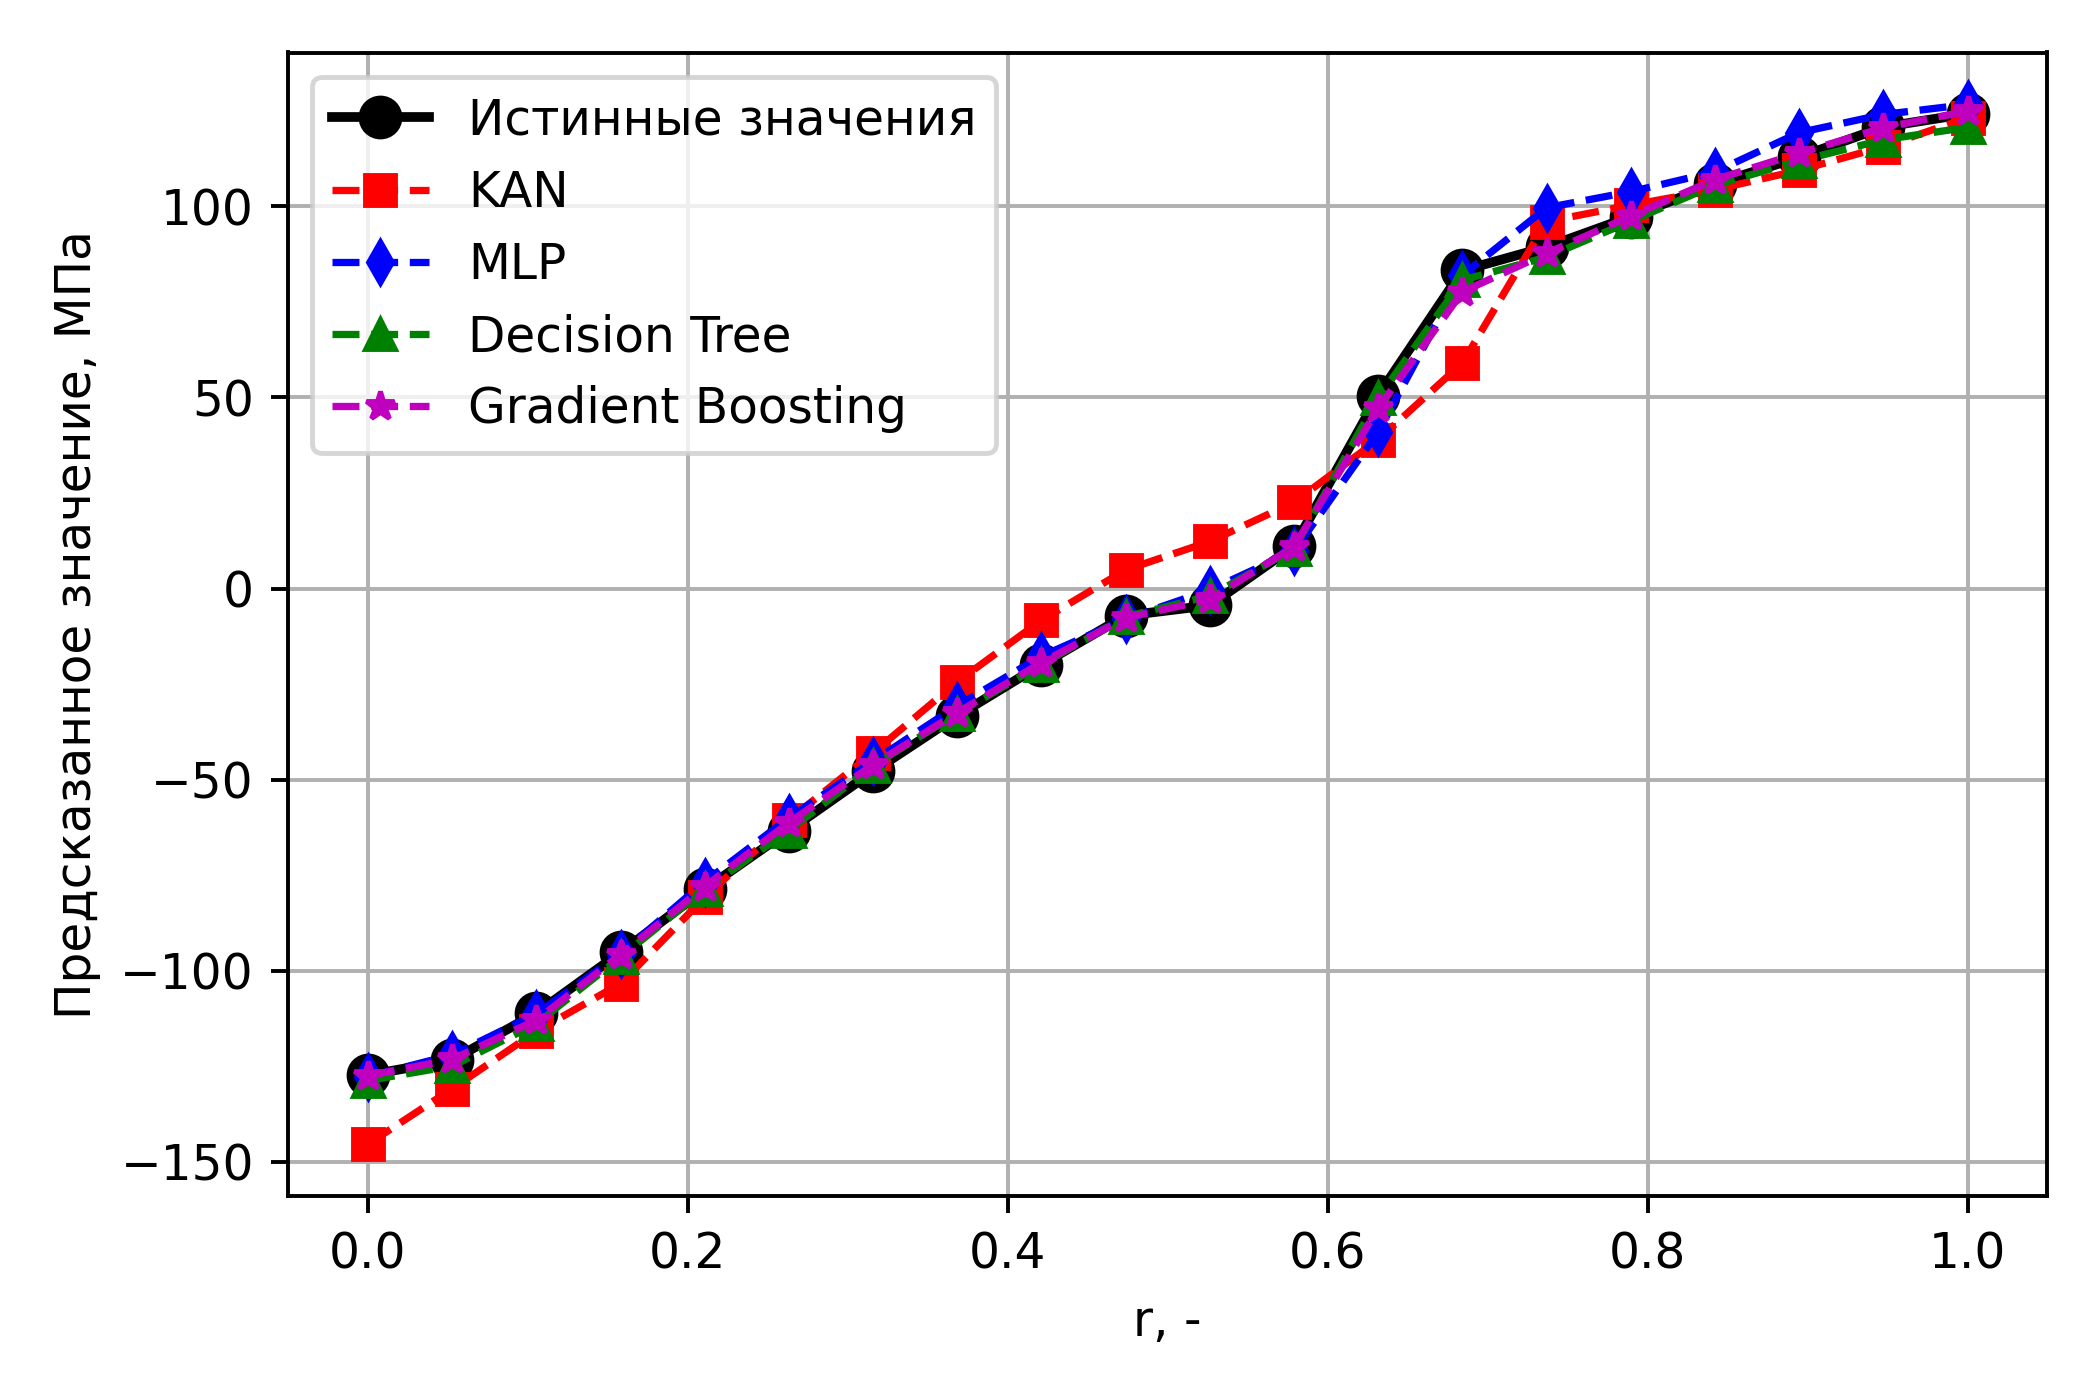 Истинные значения
KAN
MLP
Decision Tree
Gradient Boosting
Предсказанное значение, МПа
100
50
0
−50
−100
−150
0.0 0.2 0.4 0.6 0.8 1.0
r, -